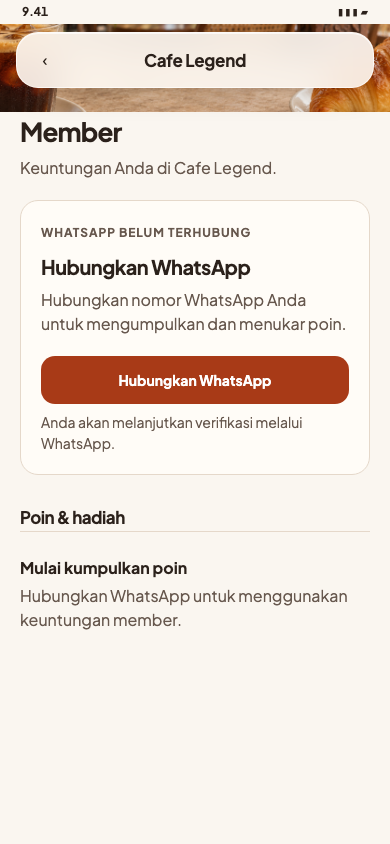 9.41
‹
Cafe Legend
Member
Keuntungan Anda di Cafe Legend.
WHATSAPP BELUM TERHUBUNG
Hubungkan WhatsApp
Hubungkan nomor WhatsApp Anda
untuk mengumpulkan dan menukar poin.
Hubungkan WhatsApp
Anda akan melanjutkan verifikasi melalui
WhatsApp.
Poin & hadiah
Mulai kumpulkan poin
Hubungkan WhatsApp untuk menggunakan
keuntungan member.